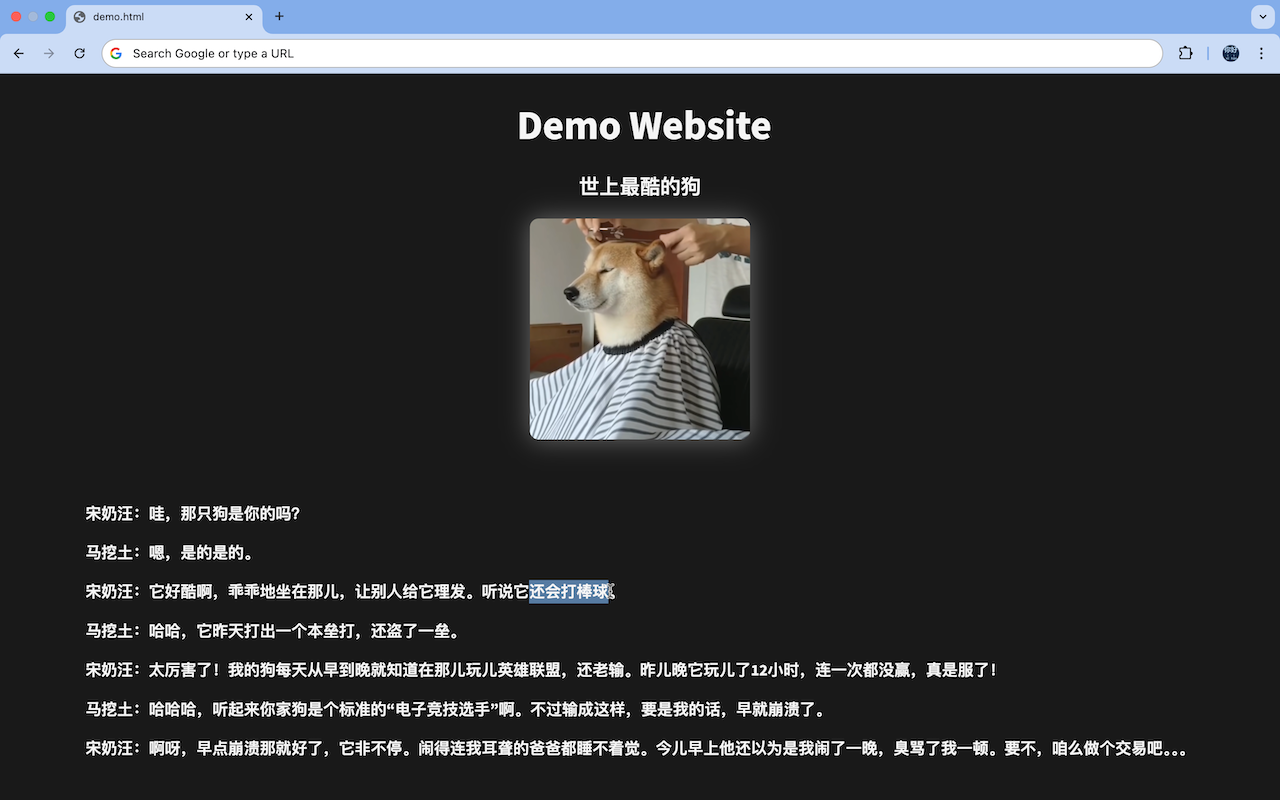 demo.html
Search Google or type a URL
Demo Website
世上最酷的狗
宋奶汪：哇，那只狗是你的吗？
马挖土：嗯，是的是的。
宋奶汪：它好酷啊，乖乖地坐在那儿，让别人给它理发。听说它还会打棒球。
马挖土：哈哈，它昨天打出一个本垒打，还盗了一垒。
宋奶汪：太厉害了！我的狗每天从早到晚就知道在那儿玩儿英雄联盟，还老输。昨儿晚它玩儿了12小时，连一次都没赢，真是服了！
马挖土：哈哈哈，听起来你家狗是个标准的“电子竞技选手”啊。不过输成这样，要是我的话，早就崩溃了。
宋奶汪：啊呀，早点崩溃那就好了，它非不停。闹得连我耳聋的爸爸都睡不着觉。今儿早上他还以为是我闹了一晚，臭骂了我一顿。要不，咱么做个交易吧。。。